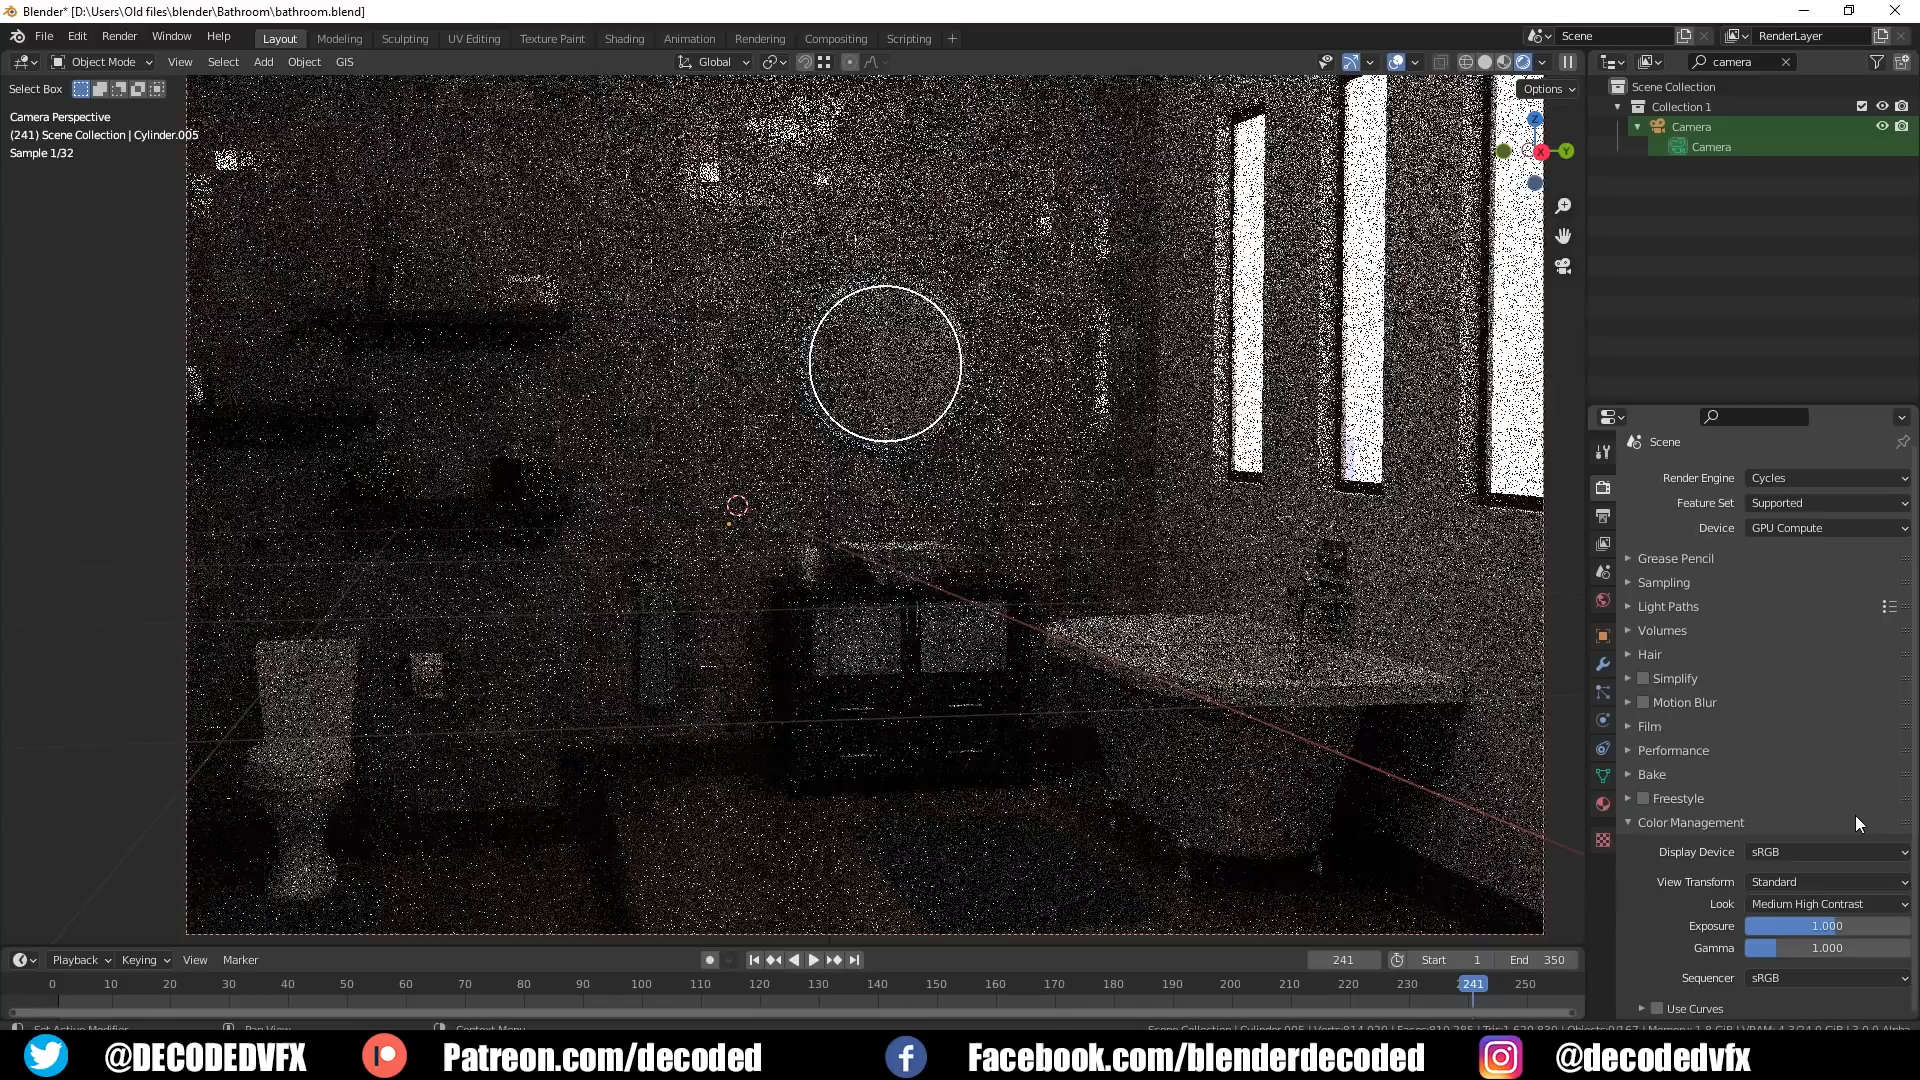 Blender* [D:\Users\Old files\blender\Bathroom\bathroom.blend]
File Edit Render Window Help Layout Modeling Sculpting UV Editing Texture Paint Shading Animation Rendering Compositing Scripting + Scene RenderLayer
Object Mode View Select Add Object GIS Global camera
Select Box Options
Camera Perspective
(241) Scene Collection | Cylinder.005
Sample 1/32
Z
X
Y
Scene Collection
Collection 1
Camera
Camera
Scene
Render Engine Cycles
Feature Set Supported
Device GPU Compute
Grease Pencil
Sampling
Light Paths
Volumes
Hair
Simplify
Motion Blur
Film
Performance
Bake
Freestyle
Color Management
Display Device sRGB
View Transform Standard
Look Medium High Contrast
Exposure 1.000
Gamma 1.000
Sequencer sRGB
Use Curves
Playback Keying View Marker 241 Start 1 End 350
0 10 20 30 40 50 60 70 80 90 100 110 120 130 140 150 160 170 180 190 200 210 220 230 241 250
Set Active Modifier Pan View Context Menu
@DECODEDVFX Patreon.com/decoded Facebook.com/blenderdecoded @decodedvfx